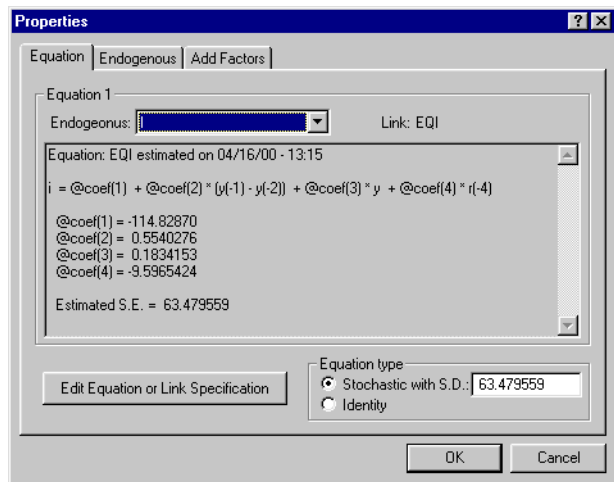 Properties
Equation Endogenous Add Factors
Equation 1
Endogeonus: I Link: EQI
Equation: EQI estimated on 04/16/00 - 13:15
i = @coef(1) + @coef(2) * (y(-1) - y(-2)) + @coef(3) * y + @coef(4) * r(-4)
@coef(1) = -114.82870
@coef(2) = 0.5540276
@coef(3) = 0.1834153
@coef(4) = -9.5965424
Estimated S.E. = 63.479559
Edit Equation or Link Specification
Equation type
Stochastic with S.D.: 63.479559
Identity
OK Cancel